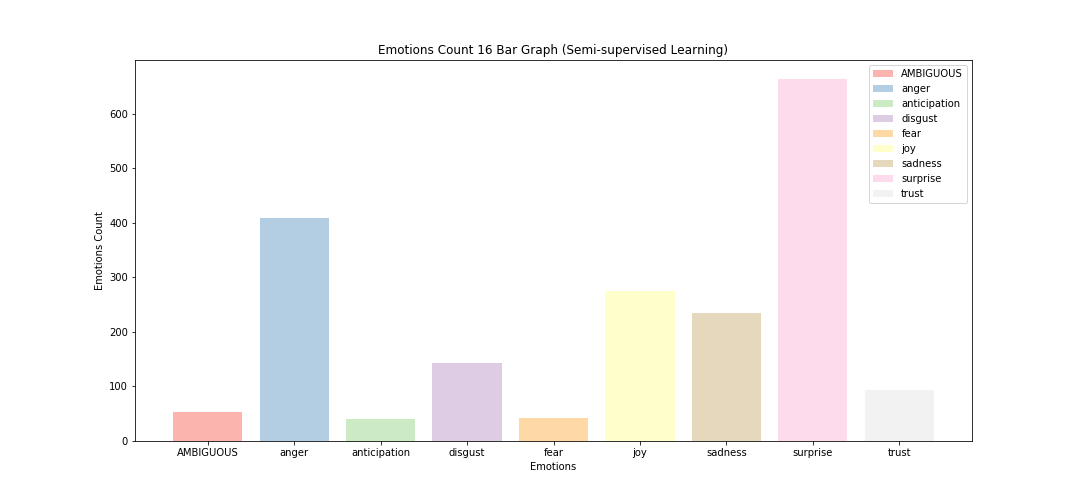 Emotions Count 16 Bar Graph (Semi-supervised Learning)
AMBIGUOUS
anger
anticipation
disgust
fear
joy
sadness
surprise
trust
Emotions Count
600
500
400
300
200
100
0
AMBIGUOUS anger anticipation disgust fear joy sadness surprise trust
Emotions